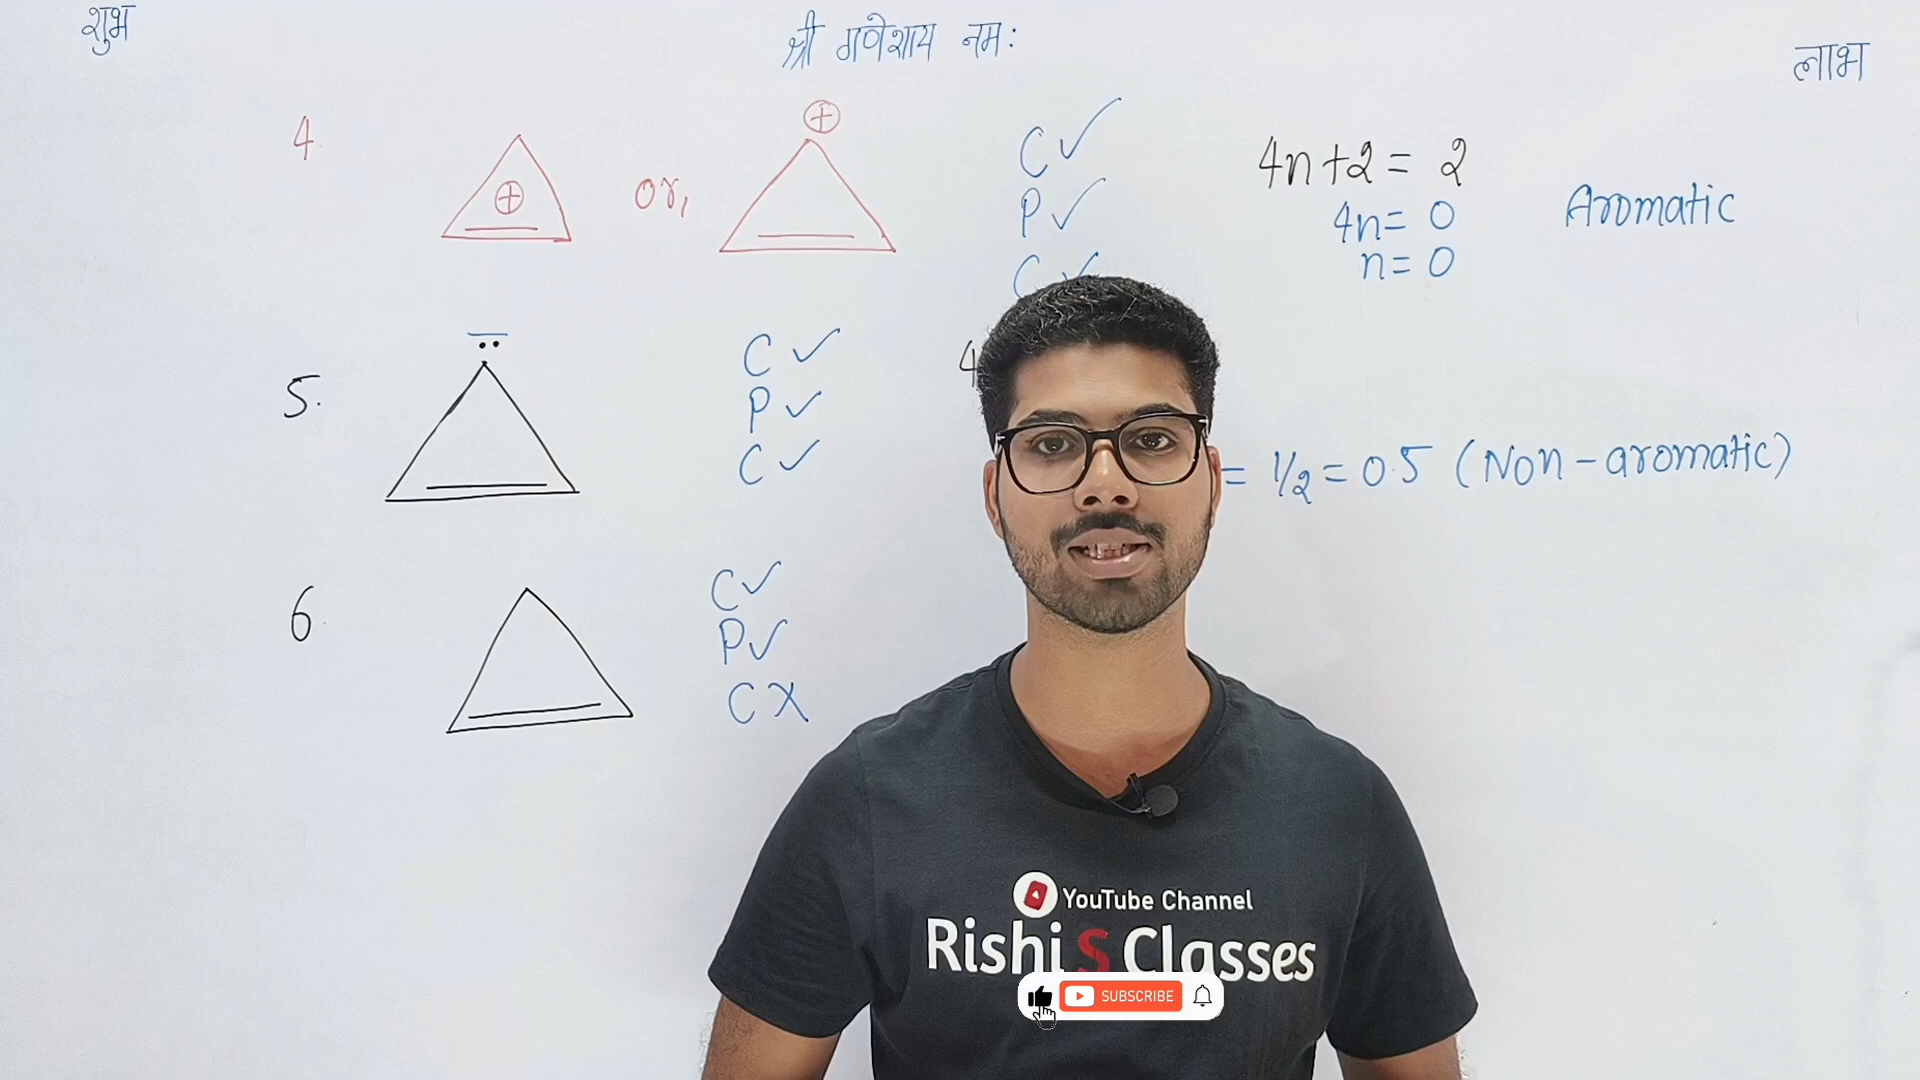 शुभ
श्री गणेशाय नमः
लाभ
4.
⊕
or,
⊕
C ✓
P ✓
C ✓
4n+2 = 2
4n = 0
n = 0
Aromatic
5.
••
C ✓
P ✓
C ✓
4
= 1/2 = 0.5 (Non-aromatic)
6.
C ✓
P ✓
C X
YouTube Channel
Rishi S Classes
SUBSCRIBE